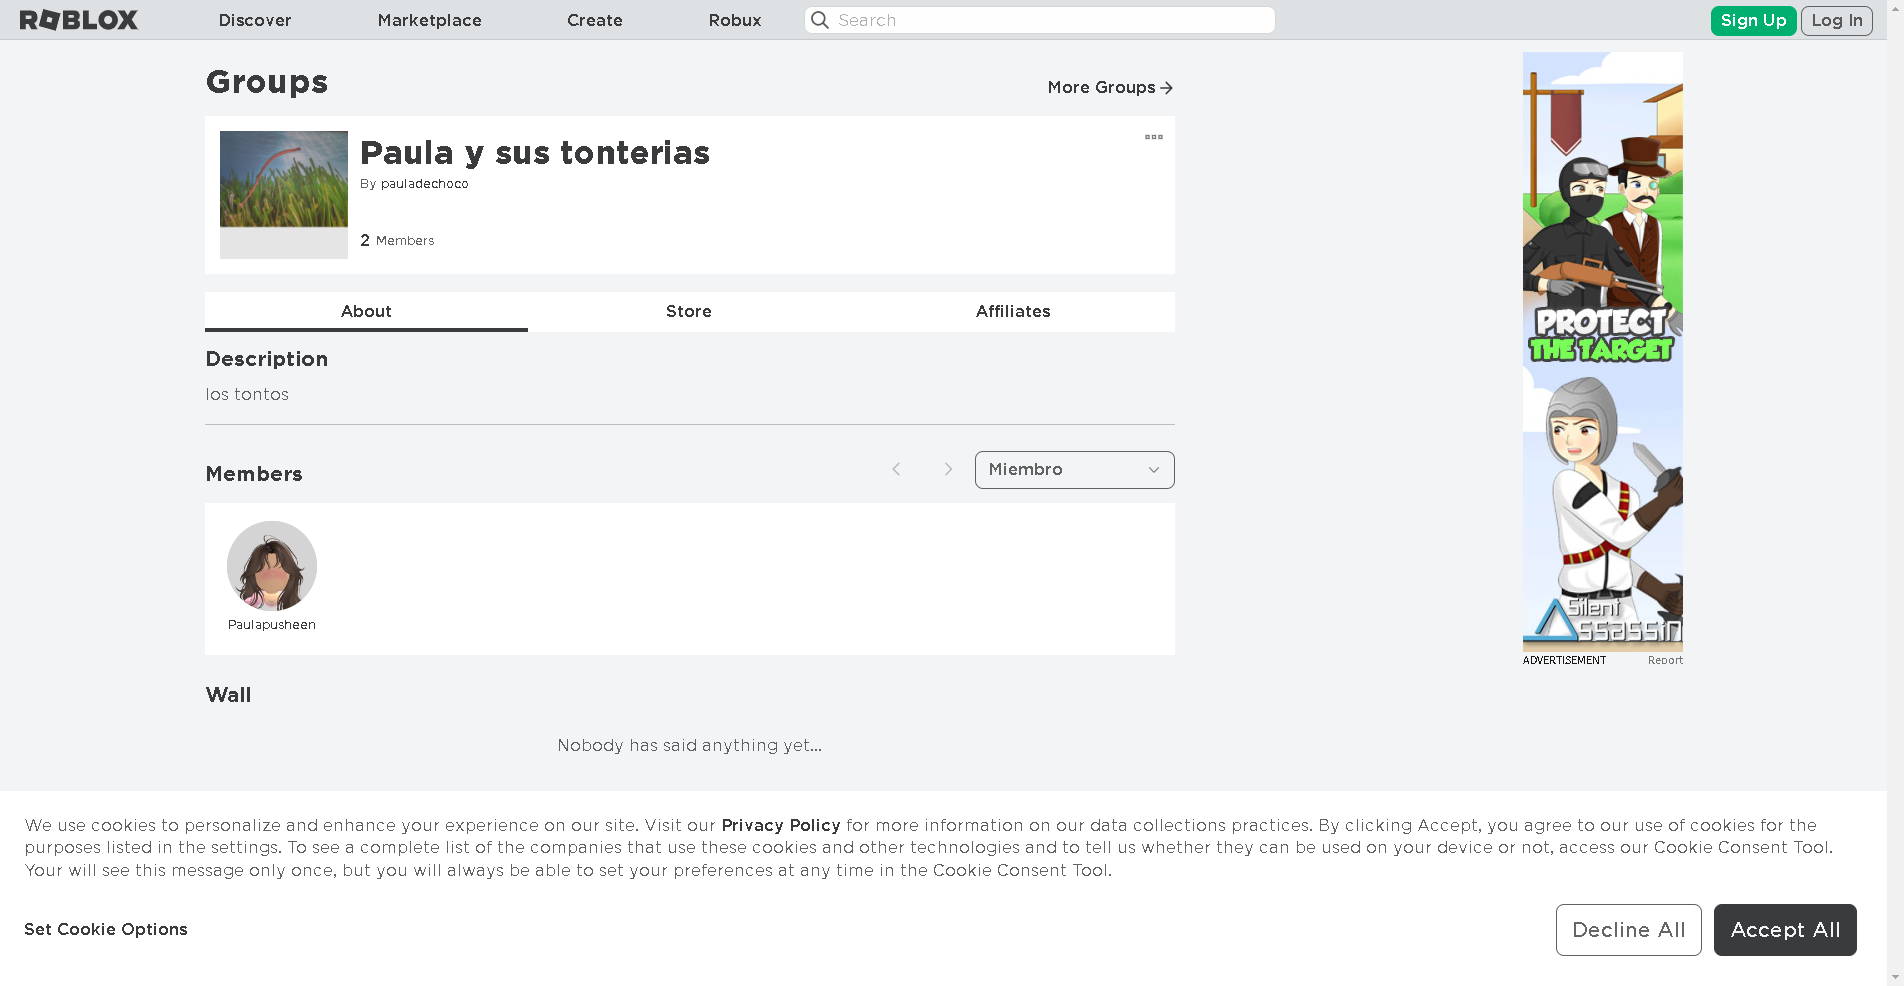 ROBLOX
Discover
Marketplace
Create
Robux
Search
Sign Up
Log In
Groups
More Groups
Paula y sus tonterias
By pauladechoco
2 Members
About
Store
Affiliates
Description
los tontos
Members
Miembro
Paulapusheen
Wall
Nobody has said anything yet...
PROTECT
THE TARGET
Silent
Assassin
ADVERTISEMENT
Report
We use cookies to personalize and enhance your experience on our site. Visit our Privacy Policy for more information on our data collections practices. By clicking Accept, you agree to our use of cookies for the
purposes listed in the settings. To see a complete list of the companies that use these cookies and other technologies and to tell us whether they can be used on your device or not, access our Cookie Consent Tool.
Your will see this message only once, but you will always be able to set your preferences at any time in the Cookie Consent Tool.
Set Cookie Options
Decline All
Accept All